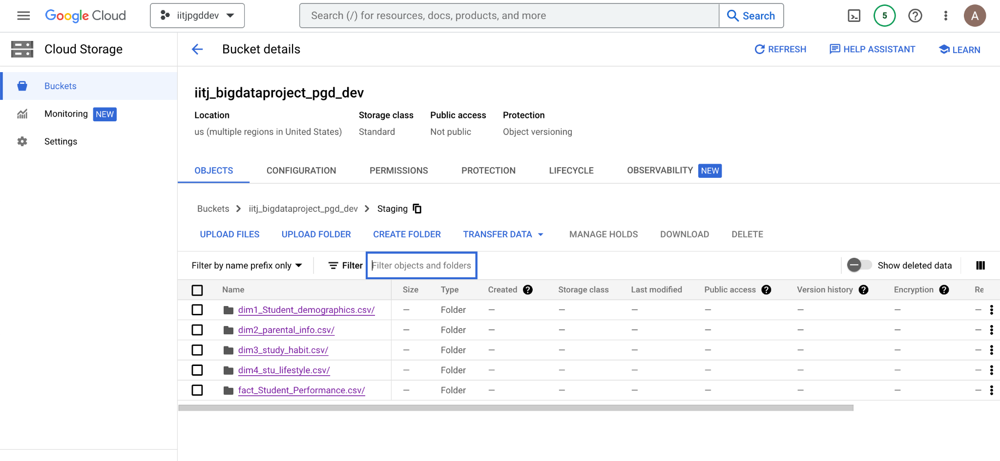 Google Cloud
iitjpgddev
Search (/) for resources, docs, products, and more
Search
5
A
Cloud Storage
Bucket details
REFRESH
HELP ASSISTANT
LEARN
Buckets
Monitoring NEW
Settings
iitj_bigdataproject_pgd_dev
Location Storage class Public access Protection
us (multiple regions in United States) Standard Not public Object versioning
OBJECTS CONFIGURATION PERMISSIONS PROTECTION LIFECYCLE OBSERVABILITY NEW
Buckets > iitj_bigdataproject_pgd_dev > Staging
UPLOAD FILES UPLOAD FOLDER CREATE FOLDER TRANSFER DATA MANAGE HOLDS DOWNLOAD DELETE
Filter by name prefix only Filter Filter objects and folders Show deleted data
Name Size Type Created Storage class Last modified Public access Version history Encryption Re
dim1_Student_demographics.csv/ — Folder — — — — — — —
dim2_parental_info.csv/ — Folder — — — — — — —
dim3_study_habit.csv/ — Folder — — — — — — —
dim4_stu_lifestyle.csv/ — Folder — — — — — — —
fact_Student_Performance.csv/ — Folder — — — — — — —